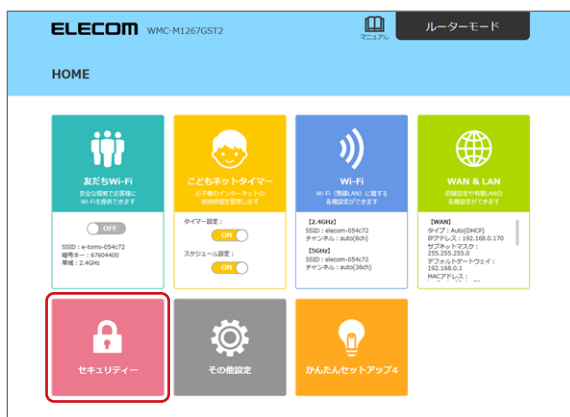 ELECOM WMC-M1267GST2
マニュアル
ルーターモード
HOME
友だちWi-Fi
安全な環境でお客様に
Wi-Fiを提供できます
OFF
SSID : e-tomo-054c72
暗号キー : 67604400
帯域 : 2.4GHz
こどもネットタイマー
お子様のインターネットの
接続時間を管理します
タイマー設定 :
ON
スケジュール設定 :
ON
Wi-Fi
Wi-Fi（無線LAN）に関する
各種設定ができます
【2.4GHz】
SSID : elecom-054c72
チャンネル : auto(8ch)
【5GHz】
SSID : elecom-054c72
チャンネル : auto(36ch)
WAN & LAN
回線設定や有線LANの
各種設定ができます
【WAN】
タイプ : Auto(DHCP)
IPアドレス : 192.168.0.170
サブネットマスク :
255.255.255.0
デフォルトゲートウェイ :
192.168.0.1
MACアドレス :
セキュリティー
その他設定
かんたんセットアップ4